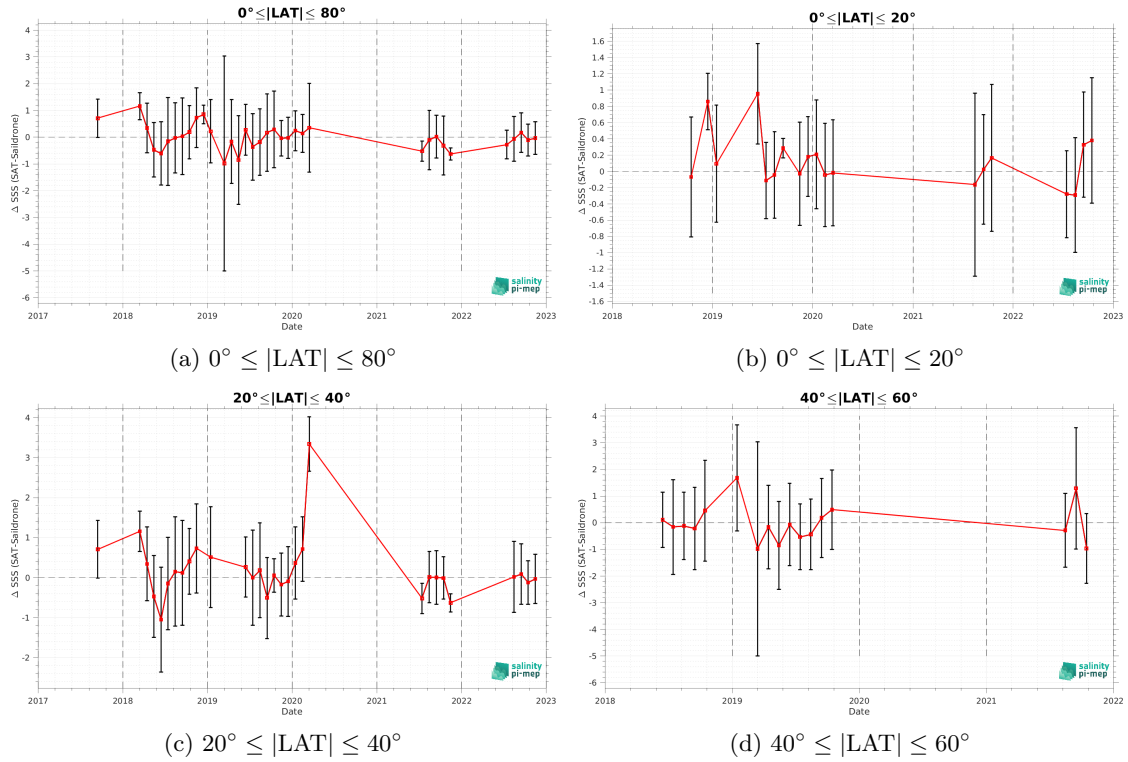 0°≤|LAT|≤ 80°
4
3
2
1
0
-1
-2
-3
-4
-5
-6
Δ SSS (SAT-Saildrone)
2017 2018 2019 2020 2021 2022 2023
Date
salinity
pi-mep
(a) 0° ≤ |LAT| ≤ 80°
0°≤|LAT|≤ 20°
1.6
1.4
1.2
1
0.8
0.6
0.4
0.2
0
-0.2
-0.4
-0.6
-0.8
-1
-1.2
-1.4
-1.6
Δ SSS (SAT-Saildrone)
2018 2019 2020 2021 2022 2023
Date
salinity
pi-mep
(b) 0° ≤ |LAT| ≤ 20°
20°≤|LAT|≤ 40°
4
3
2
1
0
-1
-2
Δ SSS (SAT-Saildrone)
2017 2018 2019 2020 2021 2022 2023
Date
salinity
pi-mep
(c) 20° ≤ |LAT| ≤ 40°
40°≤|LAT|≤ 60°
4
3
2
1
0
-1
-2
-3
-4
-5
-6
Δ SSS (SAT-Saildrone)
2018 2019 2020 2021 2022
Date
salinity
pi-mep
(d) 40° ≤ |LAT| ≤ 60°